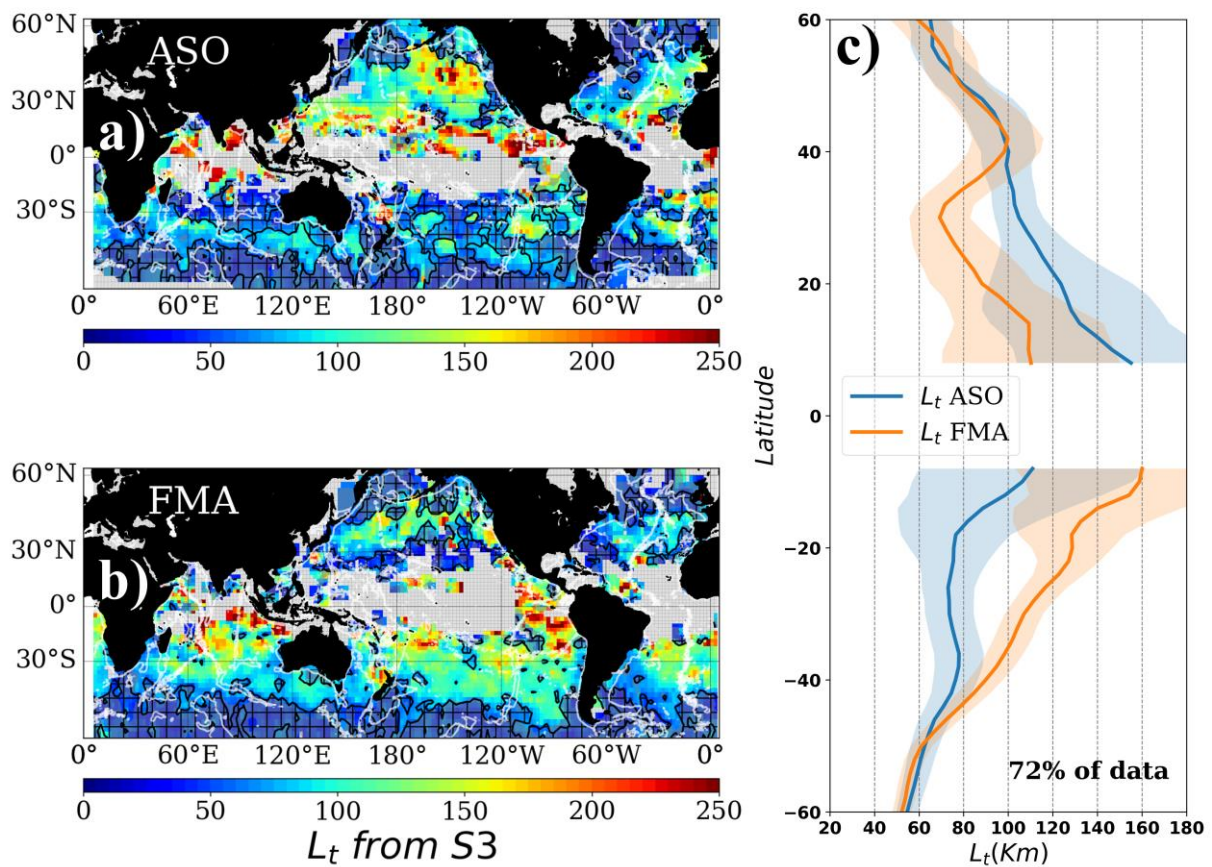 60°N
30°N
0°
30°S
ASO
a)
0° 60°E 120°E 180° 120°W 60°W 0°
0 50 100 150 200 250
60°N
30°N
0°
30°S
FMA
b)
0° 60°E 120°E 180° 120°W 60°W 0°
0 50 100 150 200 250
L_t from S3
c)
60
40
20
0
−20
−40
−60
Latitude
L_t ASO
L_t FMA
72% of data
20 40 60 80 100 120 140 160 180
L_t(Km)